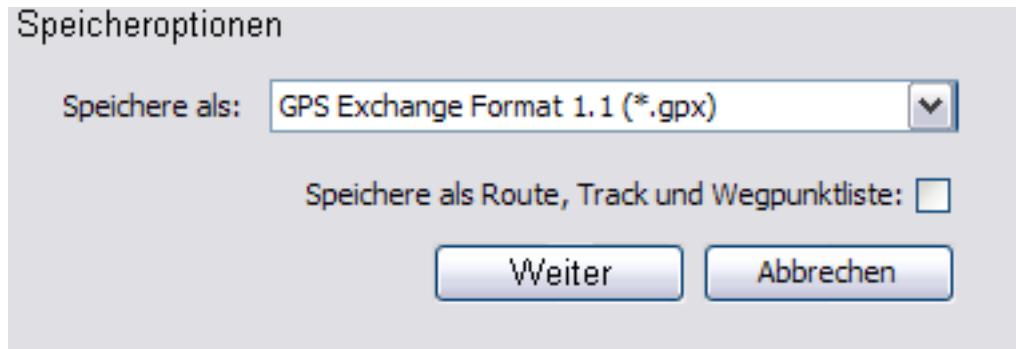 Speicheroptionen
Speichere als: GPS Exchange Format 1.1 (*.gpx)
Speichere als Route, Track und Wegpunktliste:
Weiter Abbrechen